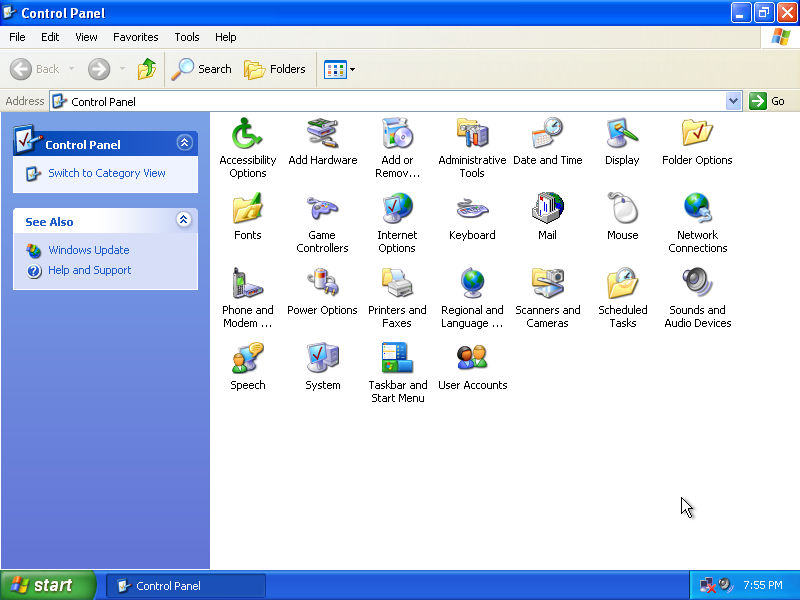 Control Panel
File Edit View Favorites Tools Help
Back Search Folders
Address Control Panel Go
Control Panel
Switch to Category View
See Also
Windows Update
Help and Support
Accessibility Options
Add Hardware
Add or Remov...
Administrative Tools
Date and Time
Display
Folder Options
Fonts
Game Controllers
Internet Options
Keyboard
Mail
Mouse
Network Connections
Phone and Modem ...
Power Options
Printers and Faxes
Regional and Language ...
Scanners and Cameras
Scheduled Tasks
Sounds and Audio Devices
Speech
System
Taskbar and Start Menu
User Accounts
start Control Panel 7:55 PM